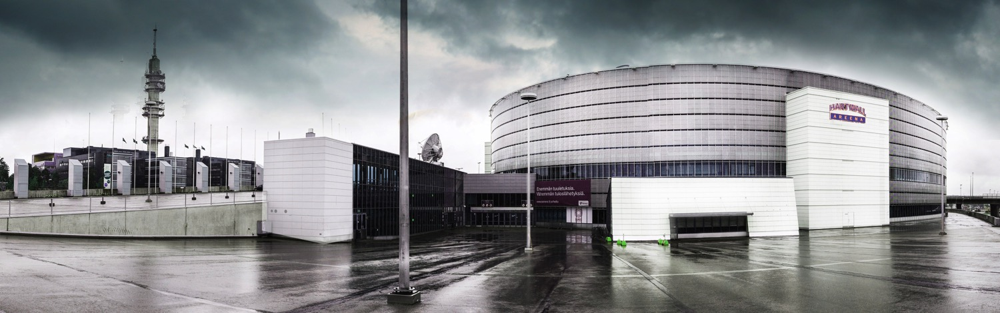 HARTWALL
AREENA
Enemmän tuuletuksia.
Vähemmän tuloslähetyksiä.